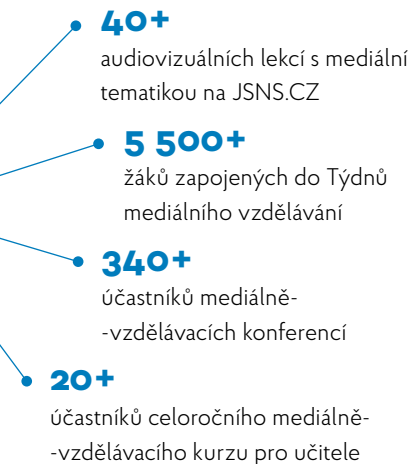 40+
audiovizuálních lekcí s mediální
tematikou na JSNS.CZ
5 500+
žáků zapojených do Týdnů
mediálního vzdělávání
340+
účastníků mediálně-
-vzdělávacích konferencí
20+
účastníků celoročního mediálně-
-vzdělávacího kurzu pro učitele